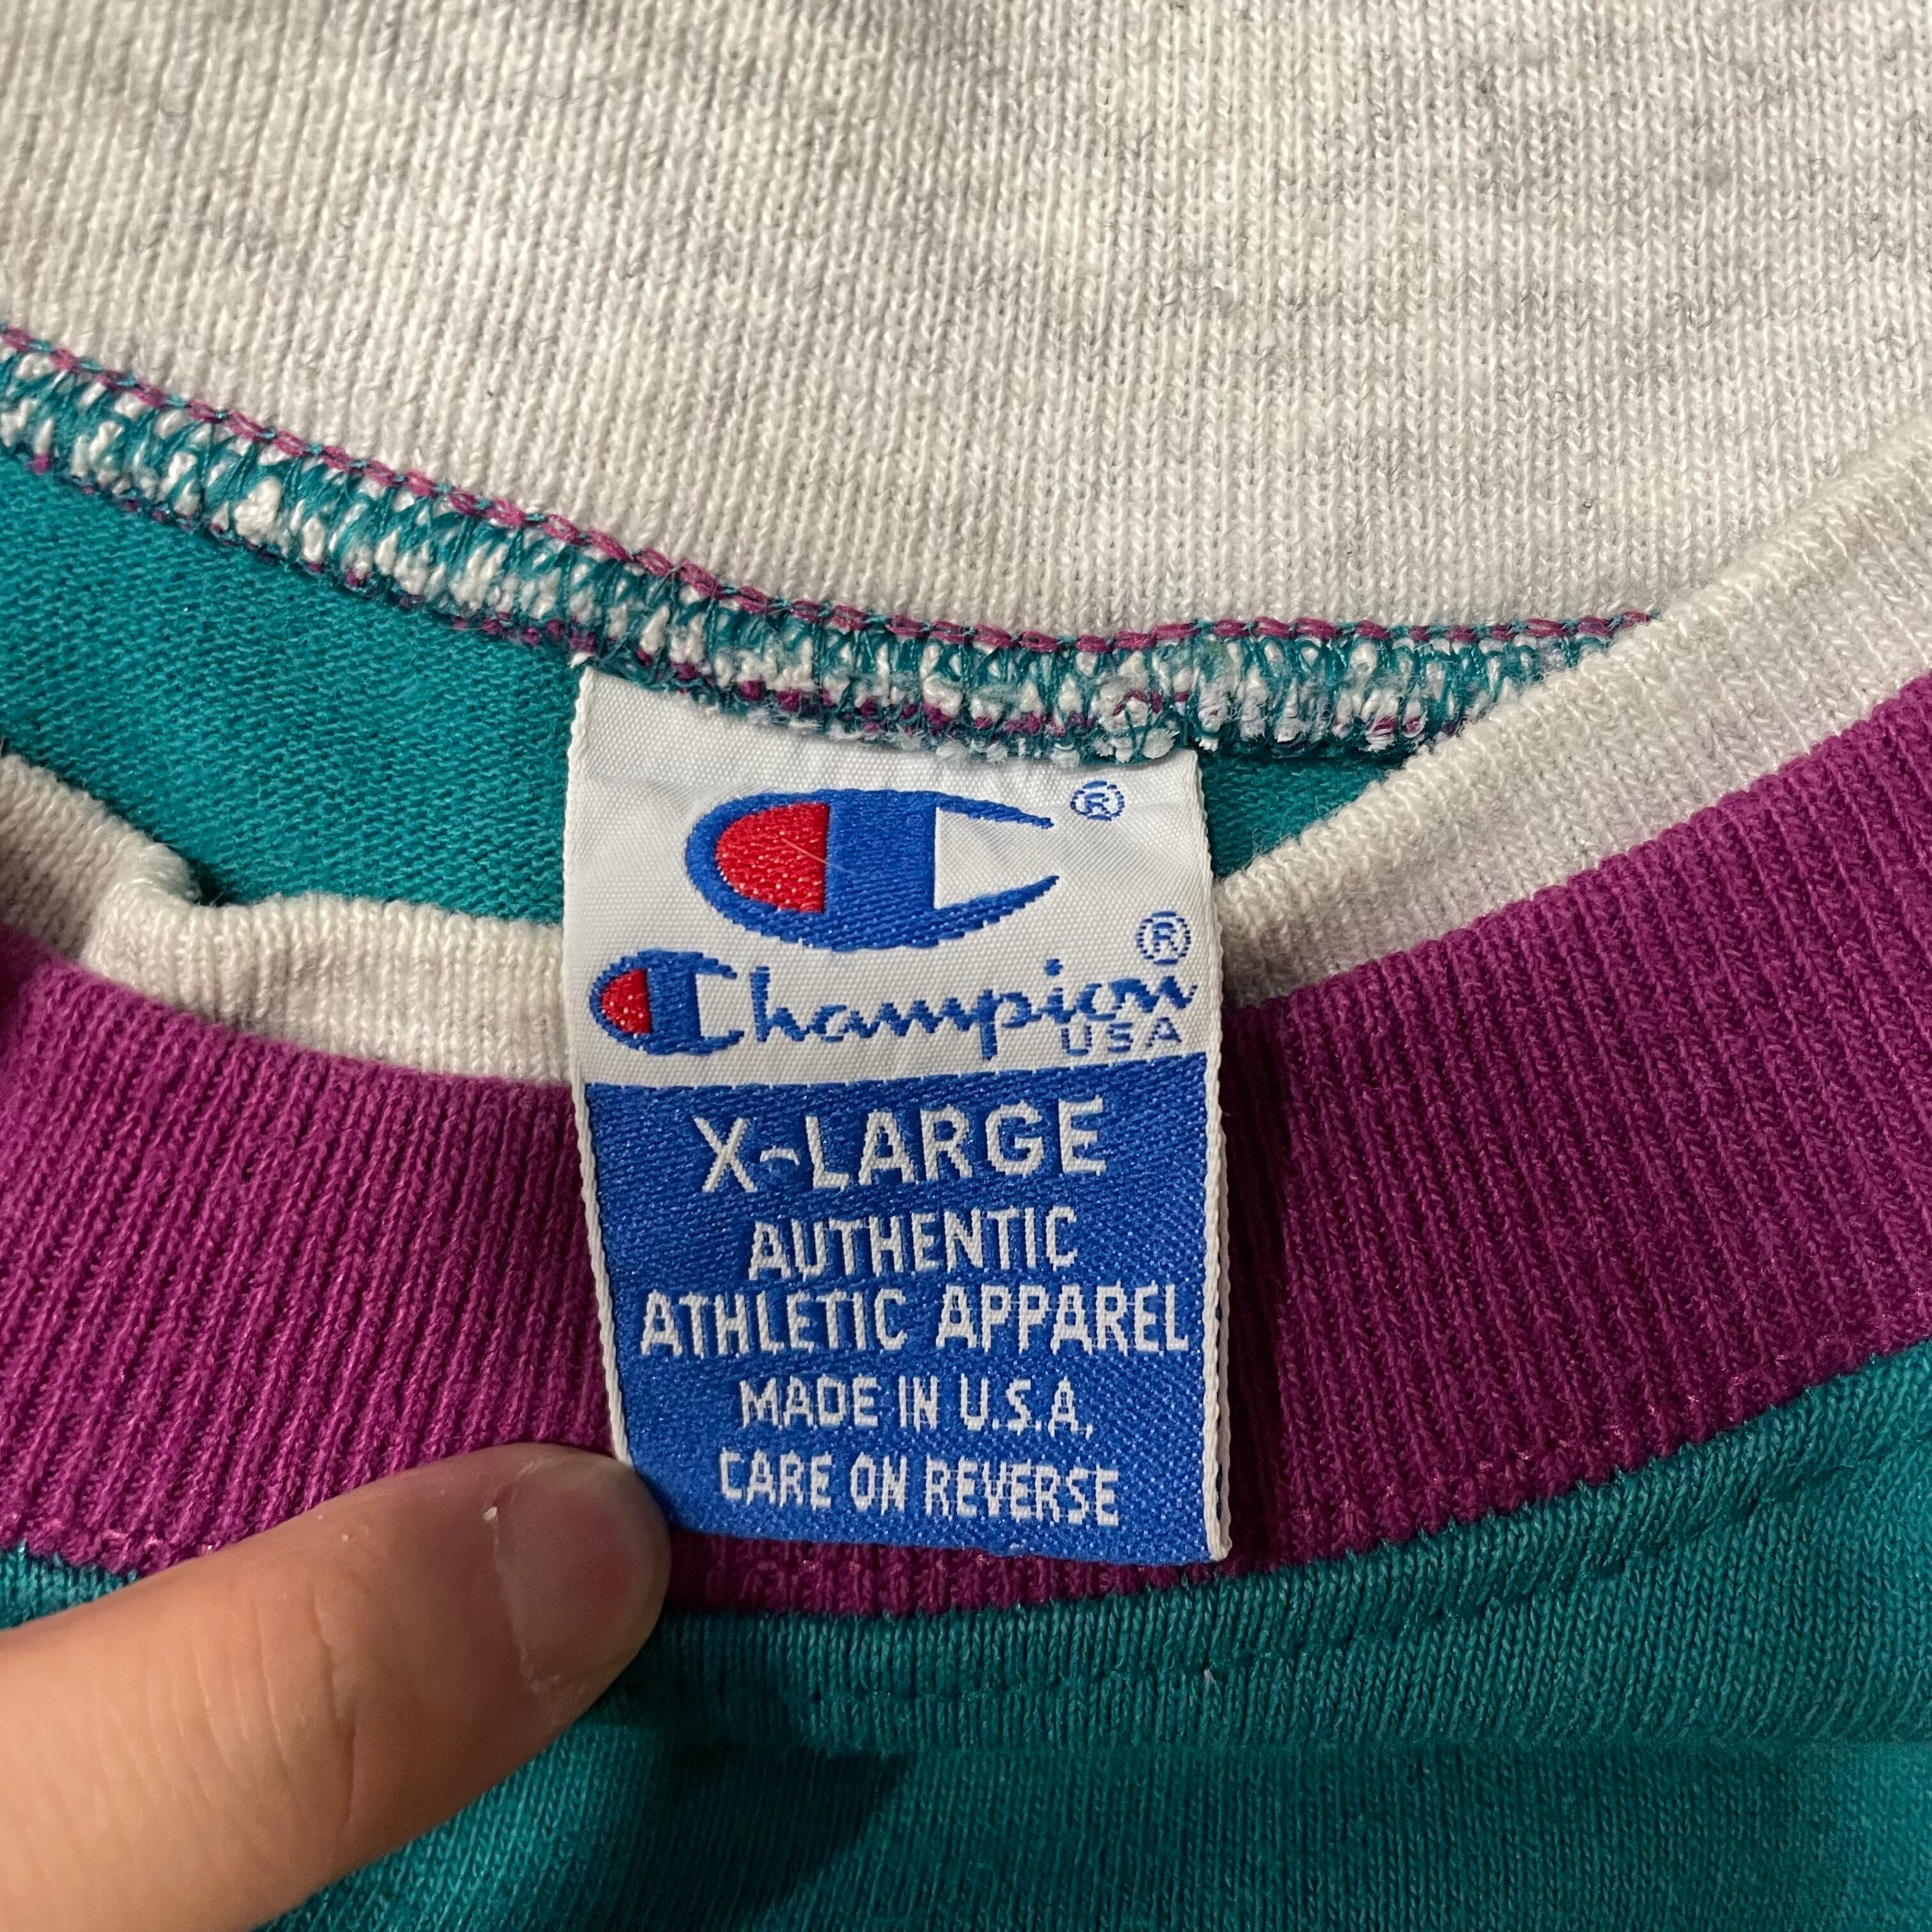 ®
Champion®
USA
X-LARGE
AUTHENTIC
ATHLETIC APPAREL
MADE IN U.S.A.
CARE ON REVERSE